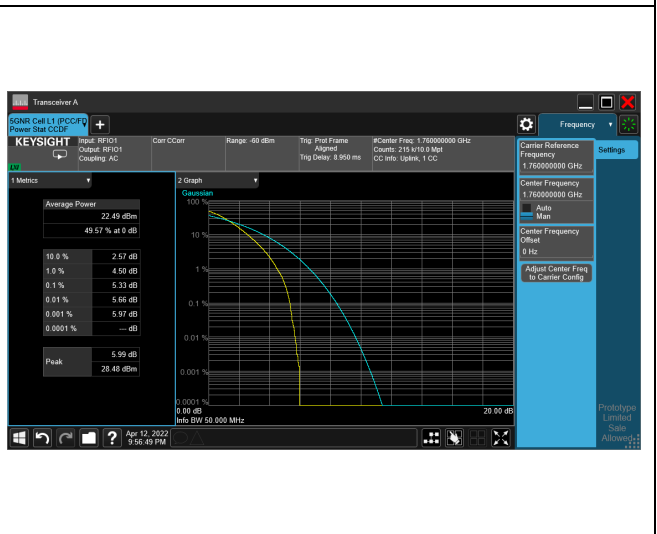 Transceiver A
5GNR Cell L1 (PCC/FD
Power Stat CCDF
Frequency
KEYSIGHT
Input: RFIO1
Output: RFIO1
Coupling: AC
Corr CCorr
Range: -60 dBm
Trig: Prot Frame
Aligned
Trig Delay: 8.950 ms
#Center Freq: 1.760000000 GHz
Counts: 215 k/10.0 Mpt
CC Info: Uplink, 1 CC
Carrier Reference
Frequency
1.760000000 GHz
Settings
Center Frequency
1.760000000 GHz
Auto
Man
Center Frequency
Offset
0 Hz
Adjust Center Freq
to Carrier Config
1 Metrics
Average Power
22.49 dBm
49.57 % at 0 dB
10.0 % 2.57 dB
1.0 % 4.50 dB
0.1 % 5.33 dB
0.01 % 5.66 dB
0.001 % 5.97 dB
0.0001 % --- dB
Peak
5.99 dB
28.48 dBm
2 Graph
Gaussian
100 %
10 %
1 %
0.1 %
0.01 %
0.001 %
0.0001 %
0.00 dB
20.00 dB
Info BW 50.000 MHz
Prototype
Limited
Sale
Allowed
?
Apr 12, 2022
9:56:49 PM